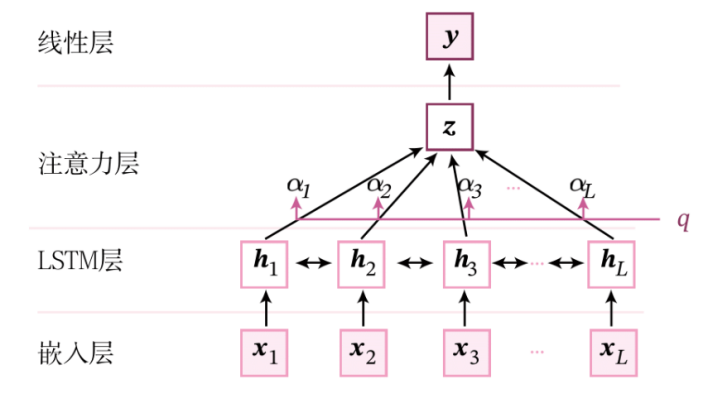 线性层 y
z
注意力层
α1 α2 α3 ... αL
q
LSTM层 h1 h2 h3 ... hL
嵌入层 x1 x2 x3 ... xL